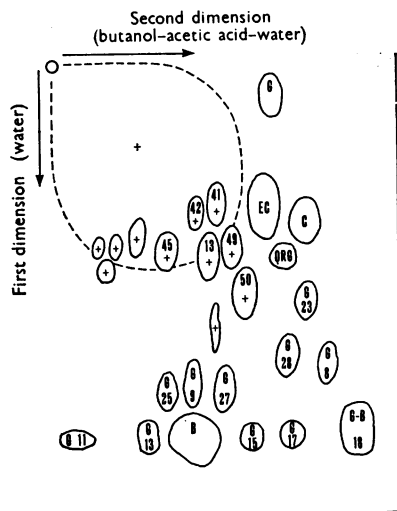 Second dimension
(butanol–acetic acid–water)
First dimension (water)
G
+
41
+
42
+
EC
C
+
+
+
+
45
+
13
+
49
+
QRG
50
+
G
23
+
G
28
G
8
G
25
G
9
G
27
G 11
G
13
B
G
15
G
17
G-B
16